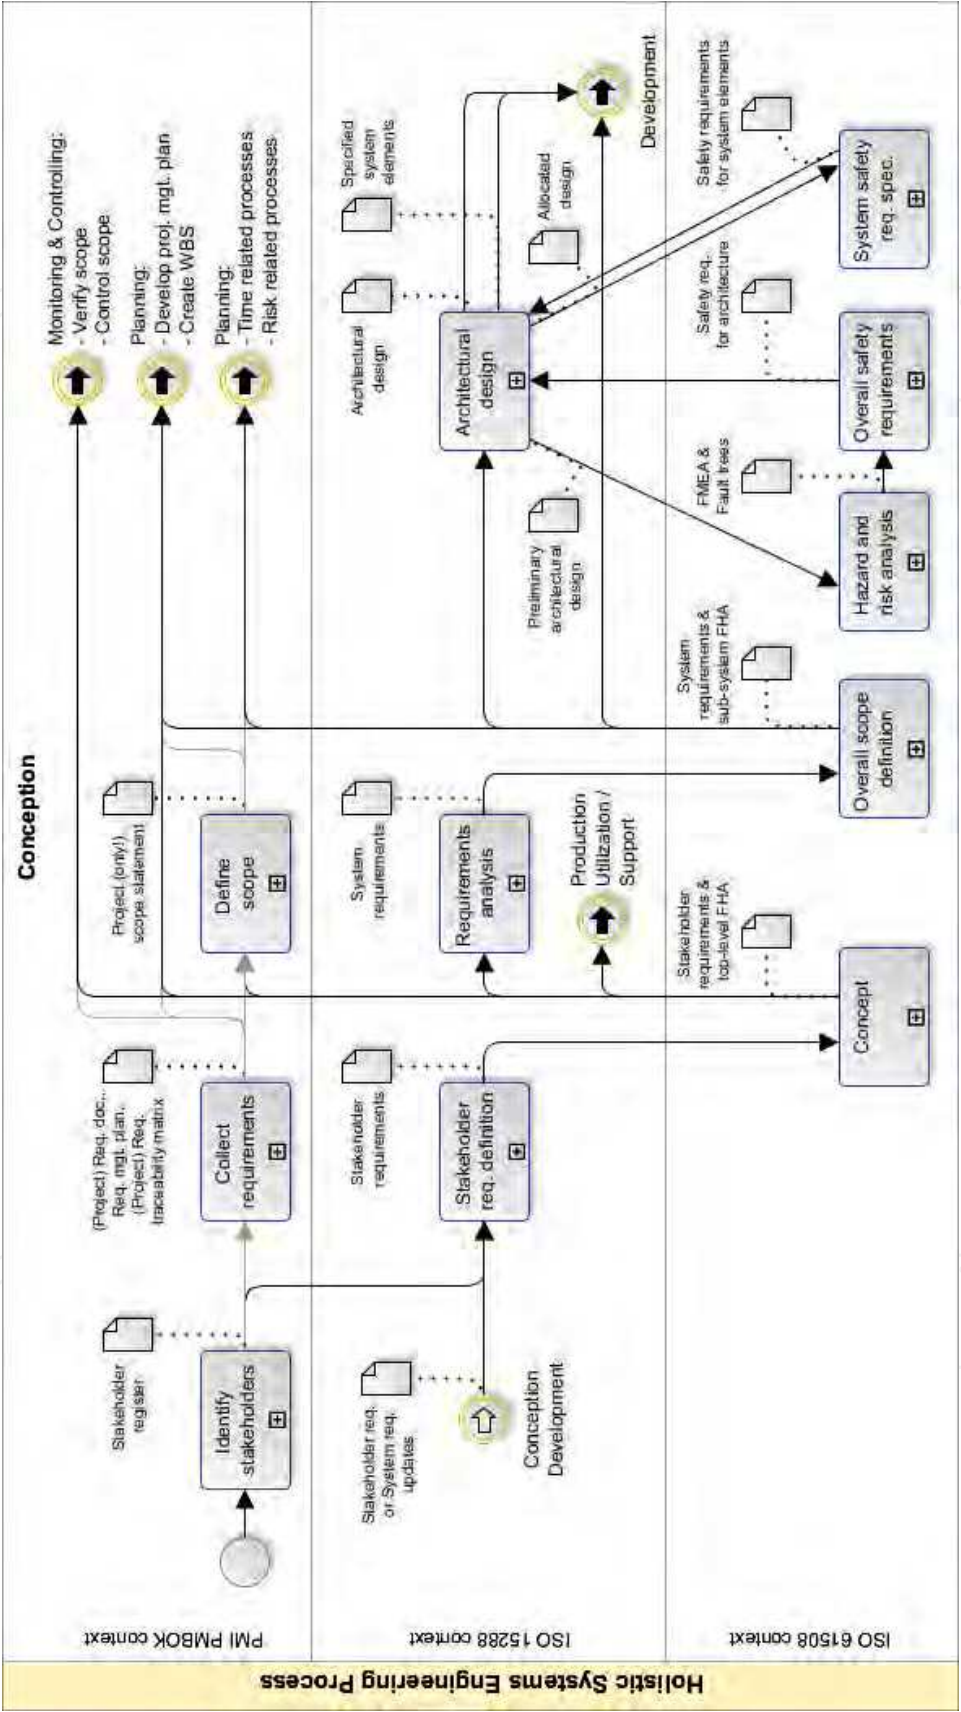 Conception
Holistic Systems Engineering Process
PMI PMBOK context
Identify
stakeholders
Stakeholder
register
Collect
requirements
(Project) Req. doc.,
Req. mgt. plan.,
(Project) Req.
traceability matrix
Define
scope
Project (only!)
scope statement
Monitoring & Controlling:
- Verify scope
- Control scope
Planning:
- Develop proj. mgt. plan
- Create WBS
Planning:
- Time related processes
- Risk related processes
ISO 15288 context
Stakeholder req.
or System req.
updates
Conception
Development
Stakeholder
req. definition
Stakeholder
requirements
Requirements
analysis
System
requirements
Production
Utilization /
Support
Architectural
design
Architectural
design
Specified
system
elements
Preliminary
architectural
design
Allocated
design
Development
ISO 61508 context
Concept
Stakeholder
requirements &
top-level FHA
Overall scope
definition
System
requirements &
sub-system FHA
Hazard and
risk analysis
FMEA &
Fault trees
Overall safety
requirements
Safety req.
for architecture
System safety
req. spec.
Safety requirements
for system elements